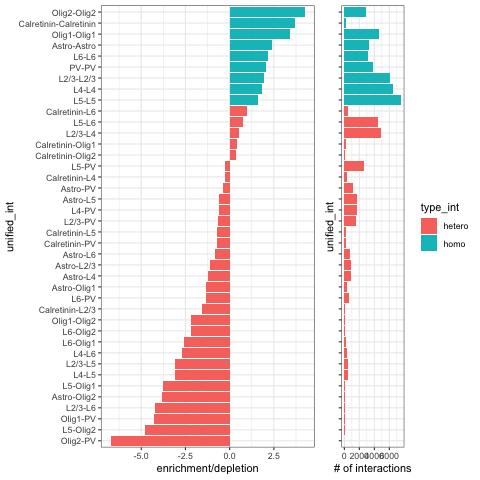 Olig2-Olig2
Calretinin-Calretinin
Olig1-Olig1
Astro-Astro
L6-L6
PV-PV
L2/3-L2/3
L4-L4
L5-L5
Calretinin-L6
L5-L6
L2/3-L4
Calretinin-Olig1
Calretinin-Olig2
L5-PV
Calretinin-L4
Astro-PV
Astro-L5
L4-PV
L2/3-PV
Calretinin-L5
Calretinin-PV
Astro-L6
Astro-L2/3
Astro-L4
Astro-Olig1
L6-PV
Calretinin-L2/3
Olig1-Olig2
L6-Olig2
L6-Olig1
L4-L6
L2/3-L5
L4-L5
L5-Olig1
Astro-Olig2
L2/3-L6
Olig1-PV
L5-Olig2
Olig2-PV
unified_int
-5.0 -2.5 0.0 2.5
enrichment/depletion
unified_int
0 2000 4000 6000
# of interactions
type_int
hetero
homo